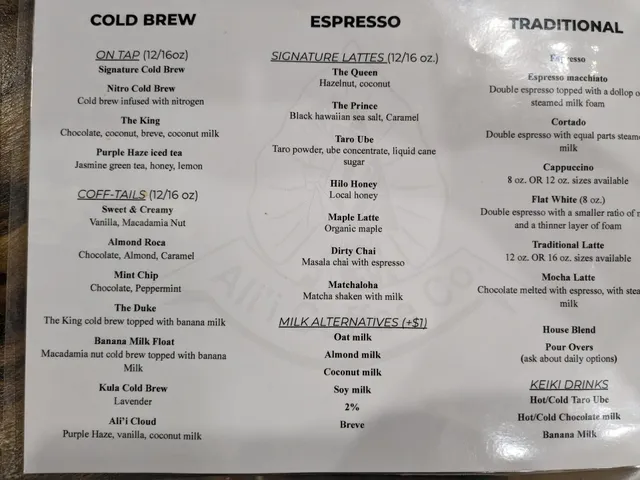 COLD BREW
ON TAP (12/16oz)
Signature Cold Brew
Nitro Cold Brew
Cold brew infused with nitrogen
The King
Chocolate, coconut, breve, coconut milk
Purple Haze iced tea
Jasmine green tea, honey, lemon
COFF-TAILS (12/16 oz)
Sweet & Creamy
Vanilla, Macadamia Nut
Almond Roca
Chocolate, Almond, Caramel
Mint Chip
Chocolate, Peppermint
The Duke
The King cold brew topped with banana milk
Banana Milk Float
Macadamia nut cold brew topped with banana
Milk
Kula Cold Brew
Lavender
Ali'i Cloud
Purple Haze, vanilla, coconut milk
ESPRESSO
SIGNATURE LATTES (12/16 oz.)
The Queen
Hazelnut, coconut
The Prince
Black hawaiian sea salt, Caramel
Taro Ube
Taro powder, ube concentrate, liquid cane
sugar
Hilo Honey
Local honey
Maple Latte
Organic maple
Dirty Chai
Masala chai with espresso
Matchaloha
Matcha shaken with milk
MILK ALTERNATIVES (+$1)
Oat milk
Almond milk
Coconut milk
Soy milk
2%
Breve
TRADITIONAL
Espresso
Espresso macchiato
Double espresso topped with a dollop o
steamed milk foam
Cortado
Double espresso with equal parts steame
milk
Cappuccino
8 oz. OR 12 oz. sizes available
Flat White (8 oz.)
Double espresso with a smaller ratio of m
and a thinner layer of foam
Traditional Latte
12 oz. OR 16 oz. sizes available
Mocha Latte
Chocolate melted with espresso, with stea
milk
House Blend
Pour Overs
(ask about daily options)
KEIKI DRINKS
Hot/Cold Taro Ube
Hot/Cold Chocolate milk
Banana Milk